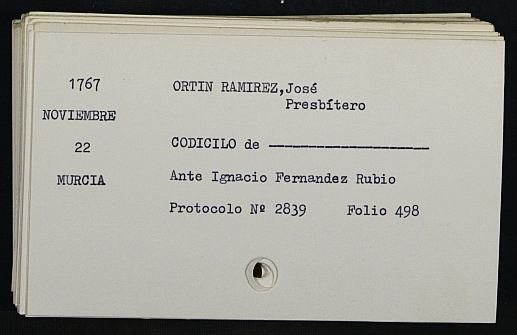 1767
NOVIEMBRE
22
MURCIA
ORTIN RAMIREZ,José
Presbítero
CODICILO de --------------------
Ante Ignacio Fernandez Rubio
Protocolo Nº 2839 Folio 498